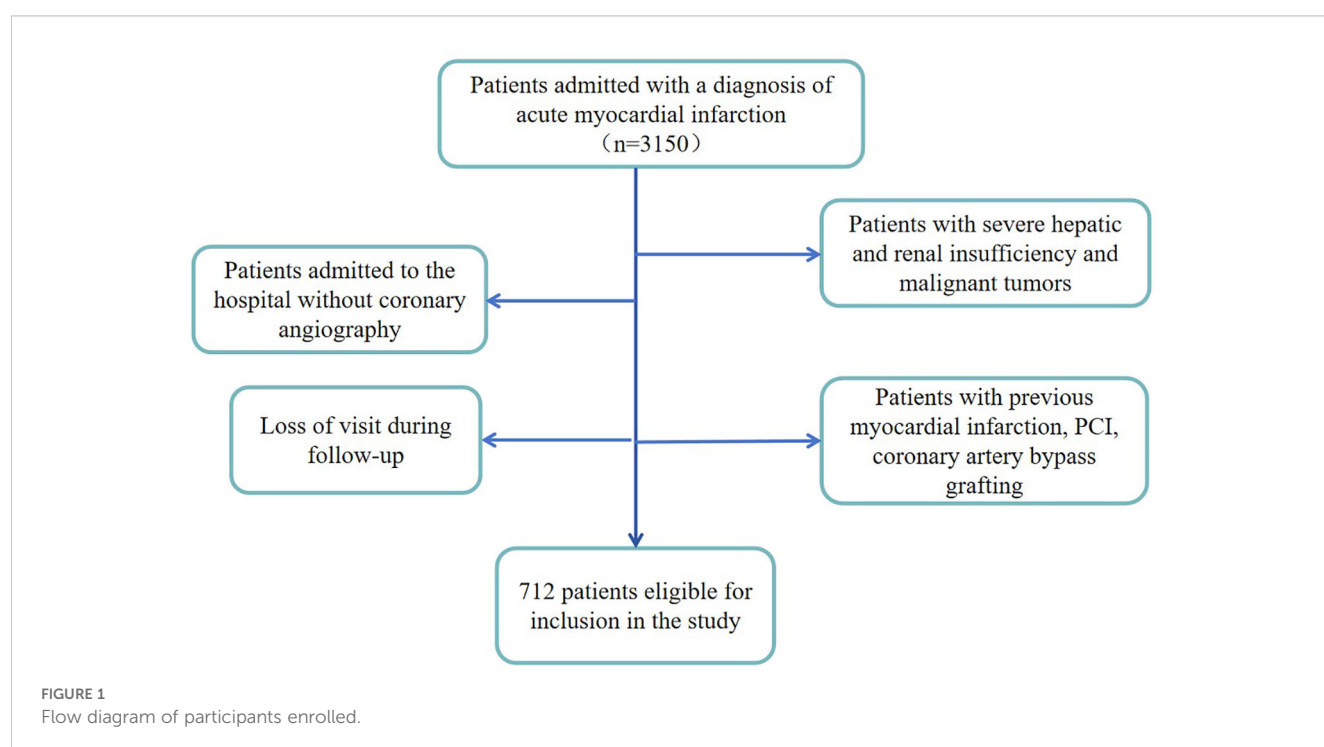 Patients admitted with a diagnosis of
acute myocardial infarction
（n=3150）
Patients with severe hepatic
and renal insufficiency and
malignant tumors
Patients admitted to the
hospital without coronary
angiography
Patients with previous
myocardial infarction, PCI,
coronary artery bypass
grafting
Loss of visit during
follow-up
712 patients eligible for
inclusion in the study
FIGURE 1
Flow diagram of participants enrolled.